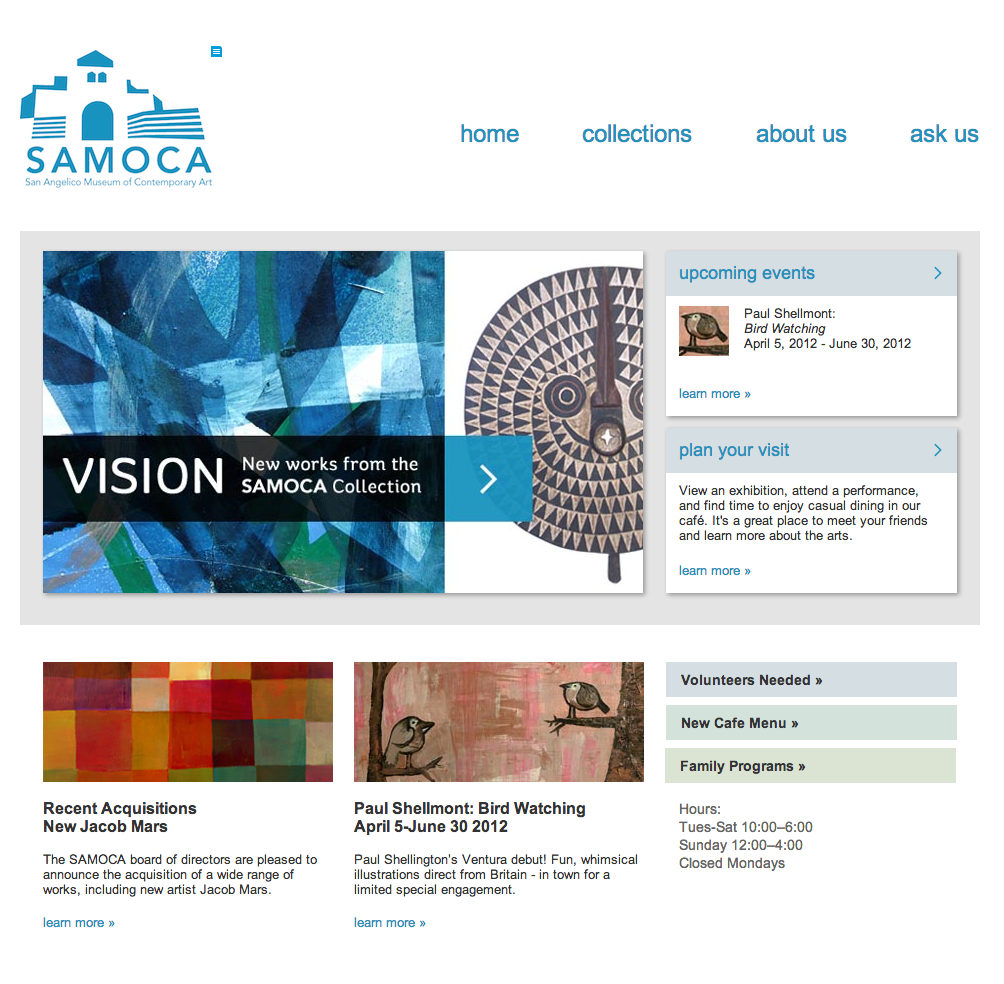 SAMOCA
San Angelico Museum of Contemporary Art
home
collections
about us
ask us
VISION
New works from the
SAMOCA Collection
upcoming events
Paul Shellmont:
Bird Watching
April 5, 2012 - June 30, 2012
learn more »
plan your visit
View an exhibition, attend a performance,
and find time to enjoy casual dining in our
café. It's a great place to meet your friends
and learn more about the arts.
learn more »
Recent Acquisitions
New Jacob Mars
The SAMOCA board of directors are pleased to
announce the acquisition of a wide range of
works, including new artist Jacob Mars.
learn more »
Paul Shellmont: Bird Watching
April 5-June 30 2012
Paul Shellington's Ventura debut! Fun, whimsical
illustrations direct from Britain - in town for a
limited special engagement.
learn more »
Volunteers Needed »
New Cafe Menu »
Family Programs »
Hours:
Tues-Sat 10:00–6:00
Sunday 12:00–4:00
Closed Mondays